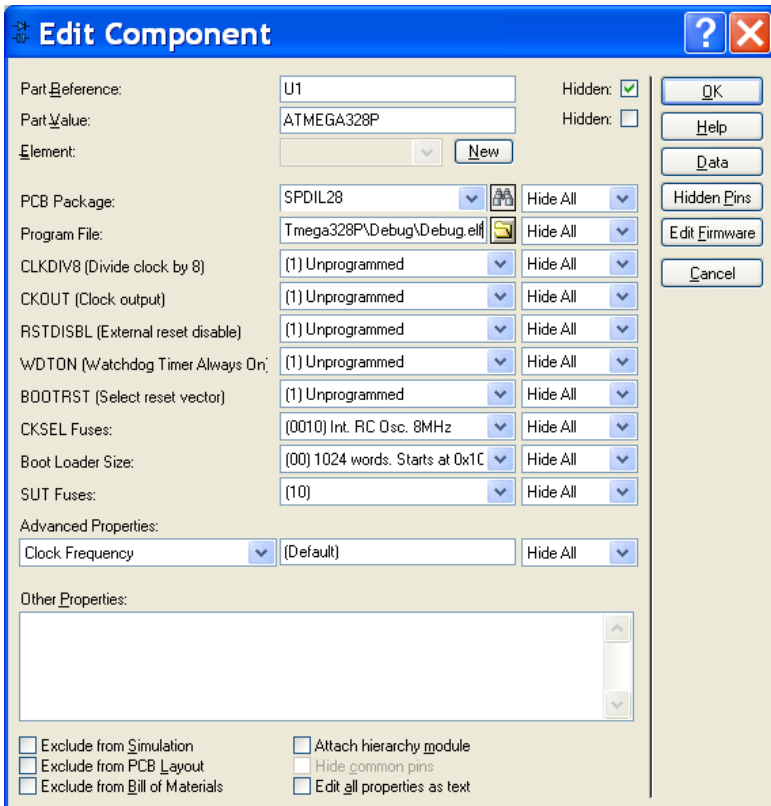 Edit Component
Part Reference: U1 Hidden: OK
Part Value: ATMEGA328P Hidden: Help
Element: New Data
PCB Package: SPDIL28 Hide All Hidden Pins
Program File: Tmega328P\Debug\Debug.elf Hide All Edit Firmware
CLKDIV8 (Divide clock by 8) (1) Unprogrammed Hide All Cancel
CKOUT (Clock output) (1) Unprogrammed Hide All
RSTDISBL (External reset disable) (1) Unprogrammed Hide All
WDTON (Watchdog Timer Always On) (1) Unprogrammed Hide All
BOOTRST (Select reset vector) (1) Unprogrammed Hide All
CKSEL Fuses: (0010) Int. RC Osc. 8MHz Hide All
Boot Loader Size: (00) 1024 words. Starts at 0x1C Hide All
SUT Fuses: (10) Hide All
Advanced Properties:
Clock Frequency (Default) Hide All
Other Properties:
Exclude from Simulation Attach hierarchy module
Exclude from PCB Layout Hide common pins
Exclude from Bill of Materials Edit all properties as text